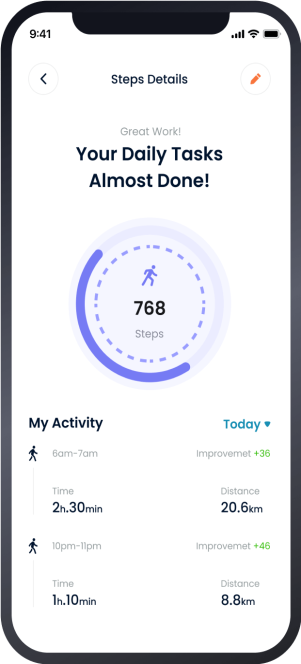 9:41
Steps Details
Great Work!
Your Daily Tasks
Almost Done!
768
Steps
My Activity Today
6am-7am Improvemet +36
Time Distance
2h.30min 20.6km
10pm-11pm Improvemet +46
Time Distance
1h.10min 8.8km